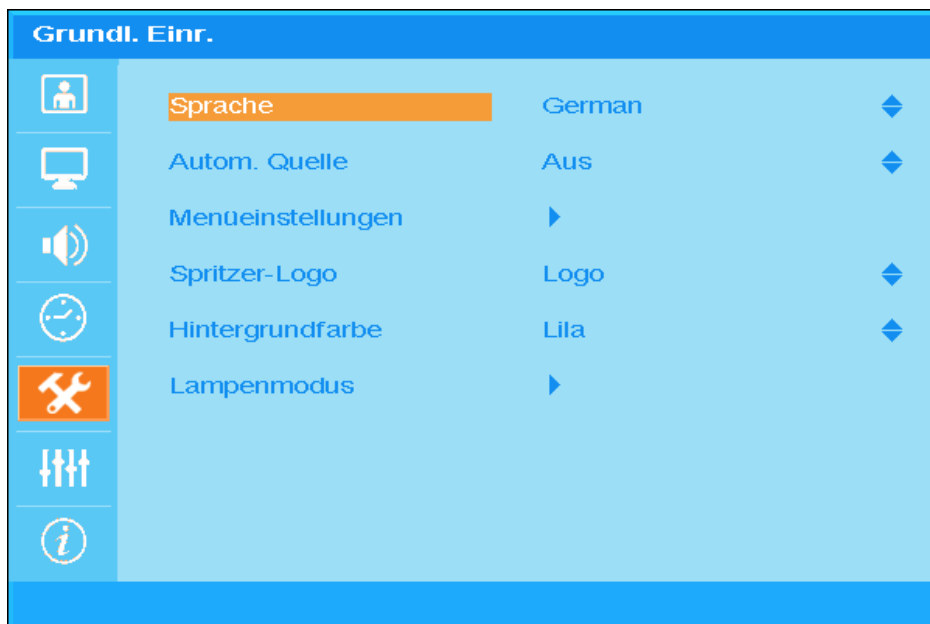 Grundl. Einr.
Sprache German
Autom. Quelle Aus
Menüeinstellungen
Spritzer-Logo Logo
Hintergrundfarbe Lila
Lampenmodus
i